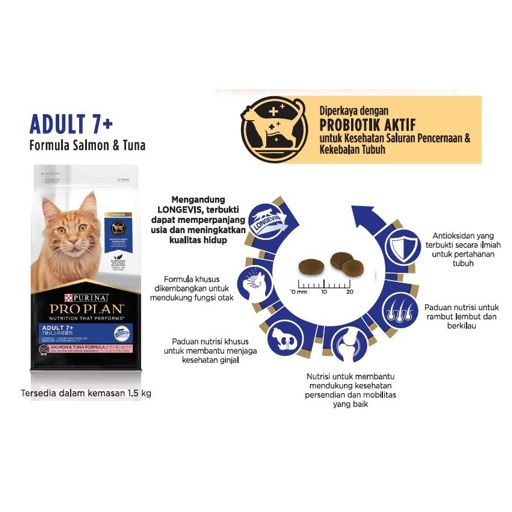 ADULT 7+
Formula Salmon & Tuna
Diperkaya dengan
PROBIOTIK AKTIF
untuk Kesehatan Saluran Pencernaan &
Kekebalan Tubuh
PURINA
PRO PLAN
NUTRITION THAT PERFORMS
ADULT 7+
SALMON & TUNA FORMULA
Tersedia dalam kemasan 1,5 kg
Mengandung
LONGEVIS, terbukti
dapat memperpanjang
usia dan meningkatkan
kualitas hidup
LONGEVIS
Formula khusus
dikembangkan untuk
mendukung fungsi otak
Paduan nutrisi khusus
untuk membantu menjaga
kesehatan ginjal
Nutrisi untuk membantu
mendukung kesehatan
persendian dan mobilitas
yang baik
Paduan nutrisi untuk
rambut lembut dan
berkilau
Antioksidan yang
terbukti secara ilmiah
untuk pertahanan
tubuh
0 mm 10 20